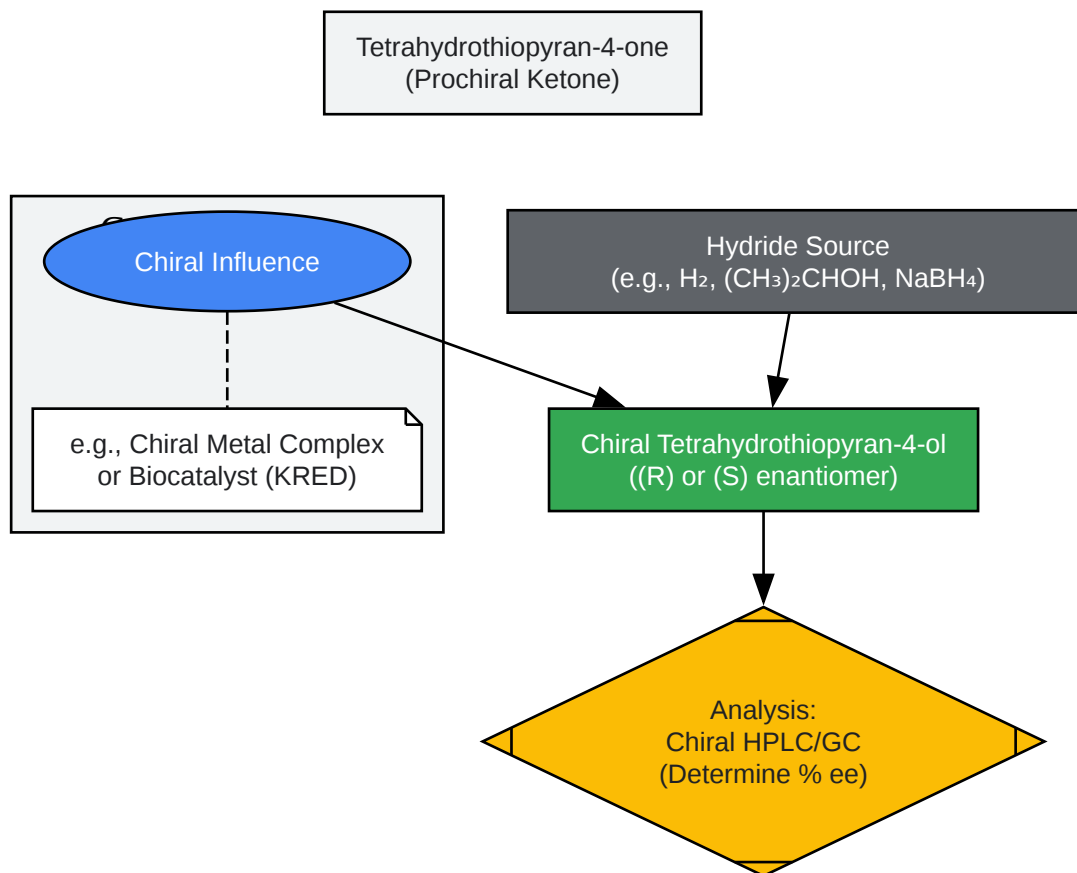 Tetrahydrothiopyran-4-one
(Prochiral Ketone)
Chiral Influence
Hydride Source
(e.g., H₂, (CH₃)₂CHOH, NaBH₄)
e.g., Chiral Metal Complex
or Biocatalyst (KRED)
Chiral Tetrahydrothiopyran-4-ol
((R) or (S) enantiomer)
Analysis:
Chiral HPLC/GC
(Determine % ee)